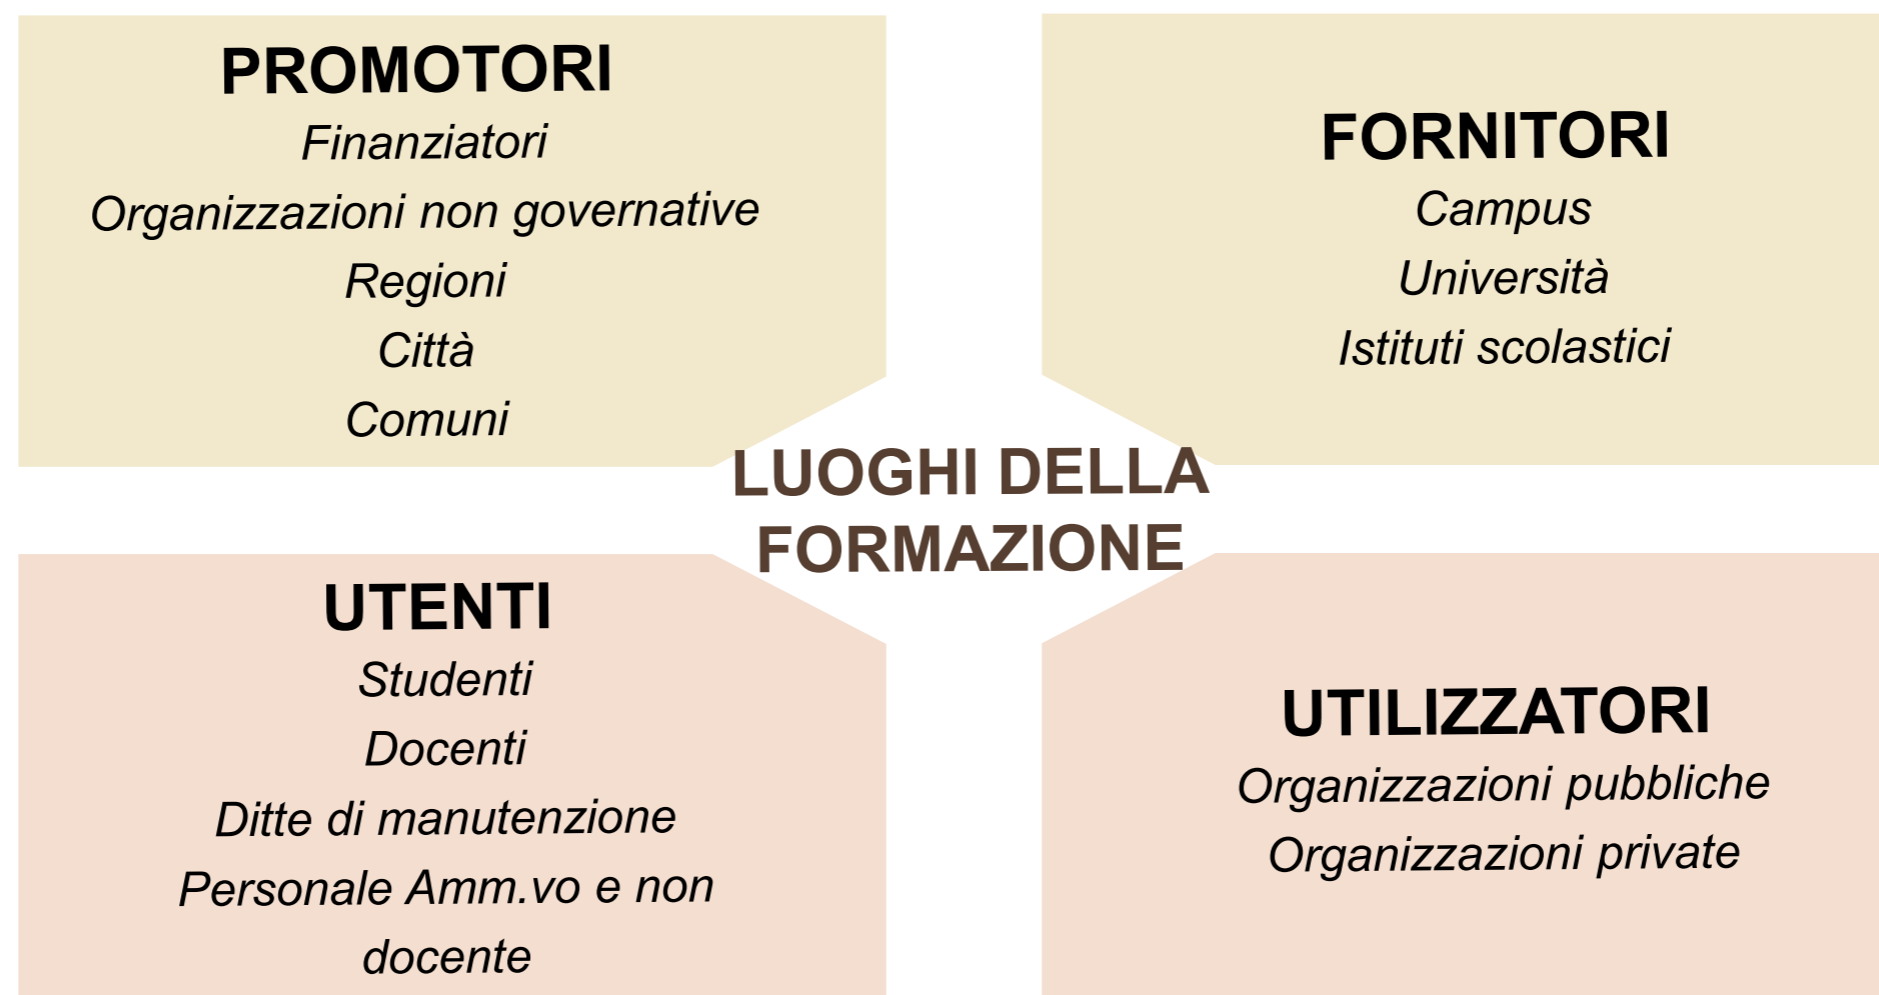 PROMOTORI
Finanziatori
Organizzazioni non governative
Regioni
Città
Comuni
FORNITORI
Campus
Università
Istituti scolastici
LUOGHI DELLA
FORMAZIONE
UTENTI
Studenti
Docenti
Ditte di manutenzione
Personale Amm.vo e non
docente
UTILIZZATORI
Organizzazioni pubbliche
Organizzazioni private